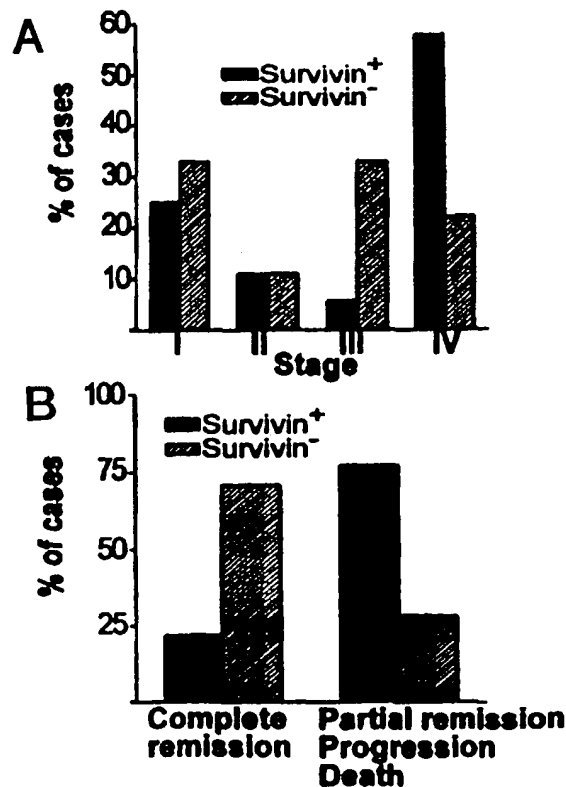 A
60
50
40
30
20
10
% of cases
Survivin⁺
Survivin⁻
I II III IV
Stage
B
100
75
50
25
% of cases
Survivin⁺
Survivin⁻
Complete remission
Partial remission
Progression
Death